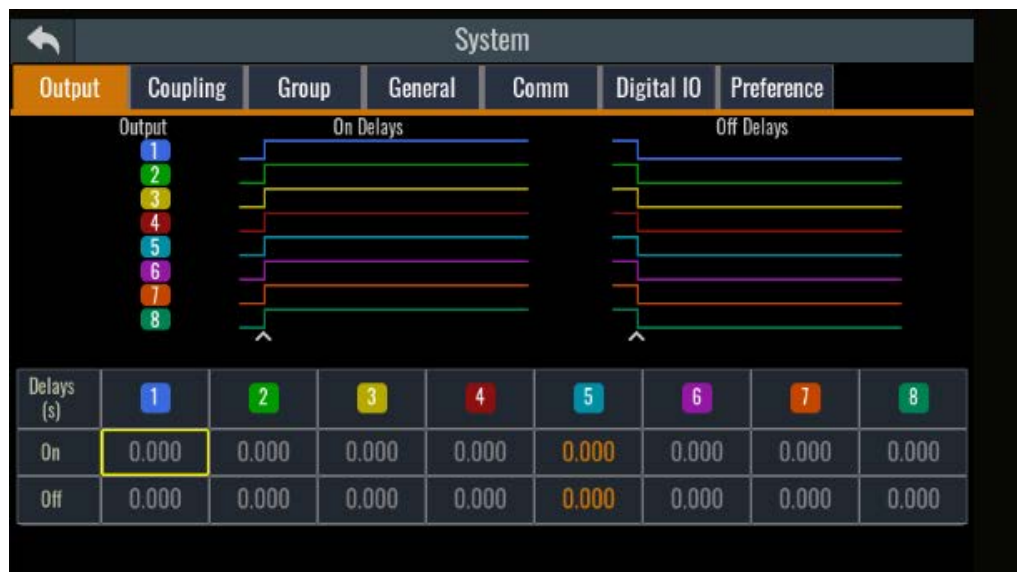 System
Output Coupling Group General Comm Digital IO Preference
Output On Delays Off Delays
1
2
3
4
5
6
7
8
Delays (s) 1 2 3 4 5 6 7 8
On 0.000 0.000 0.000 0.000 0.000 0.000 0.000 0.000
Off 0.000 0.000 0.000 0.000 0.000 0.000 0.000 0.000